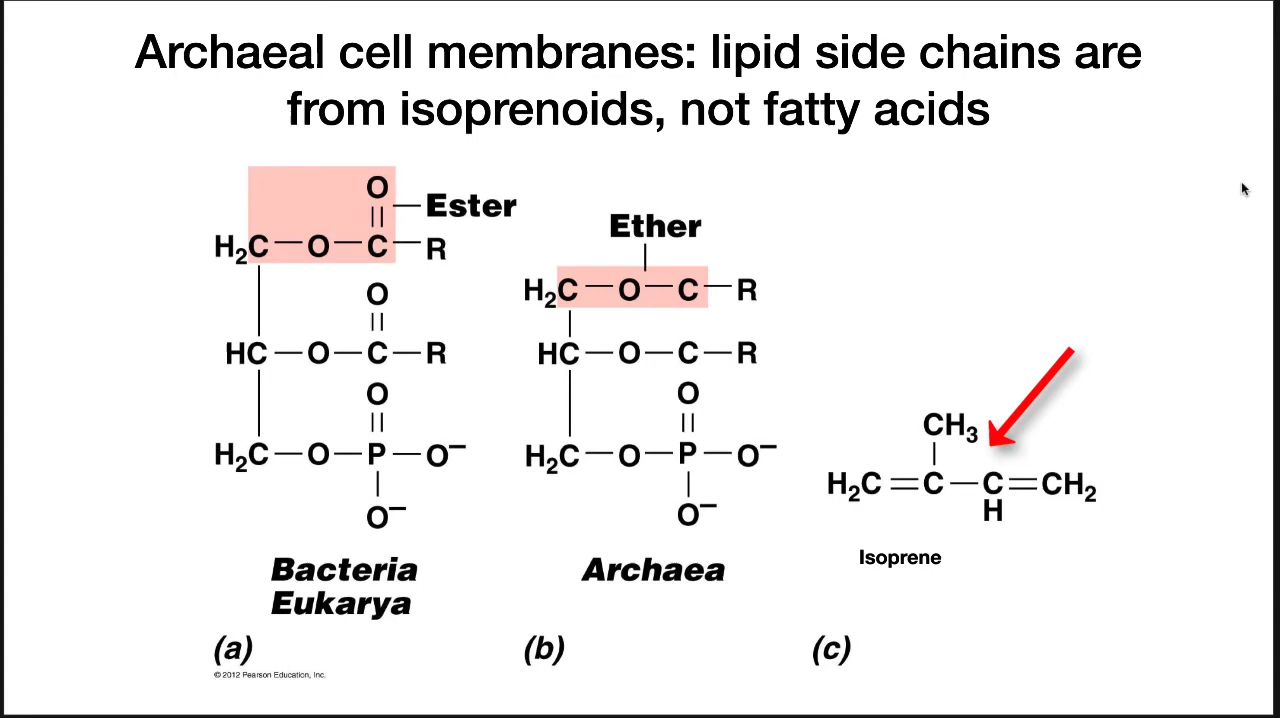 Archaeal cell membranes: lipid side chains are
from isoprenoids, not fatty acids
O
Ester
H₂C — O — C — R
O
HC — O — C — R
O
H₂C — O — P — O⁻
O⁻
Bacteria
Eukarya
(a)
© 2012 Pearson Education, Inc.
Ether
H₂C — O — C — R
HC — O — C — R
O
H₂C — O — P — O⁻
O⁻
Archaea
(b)
CH₃
H₂C = C — C = CH₂
H
Isoprene
(c)